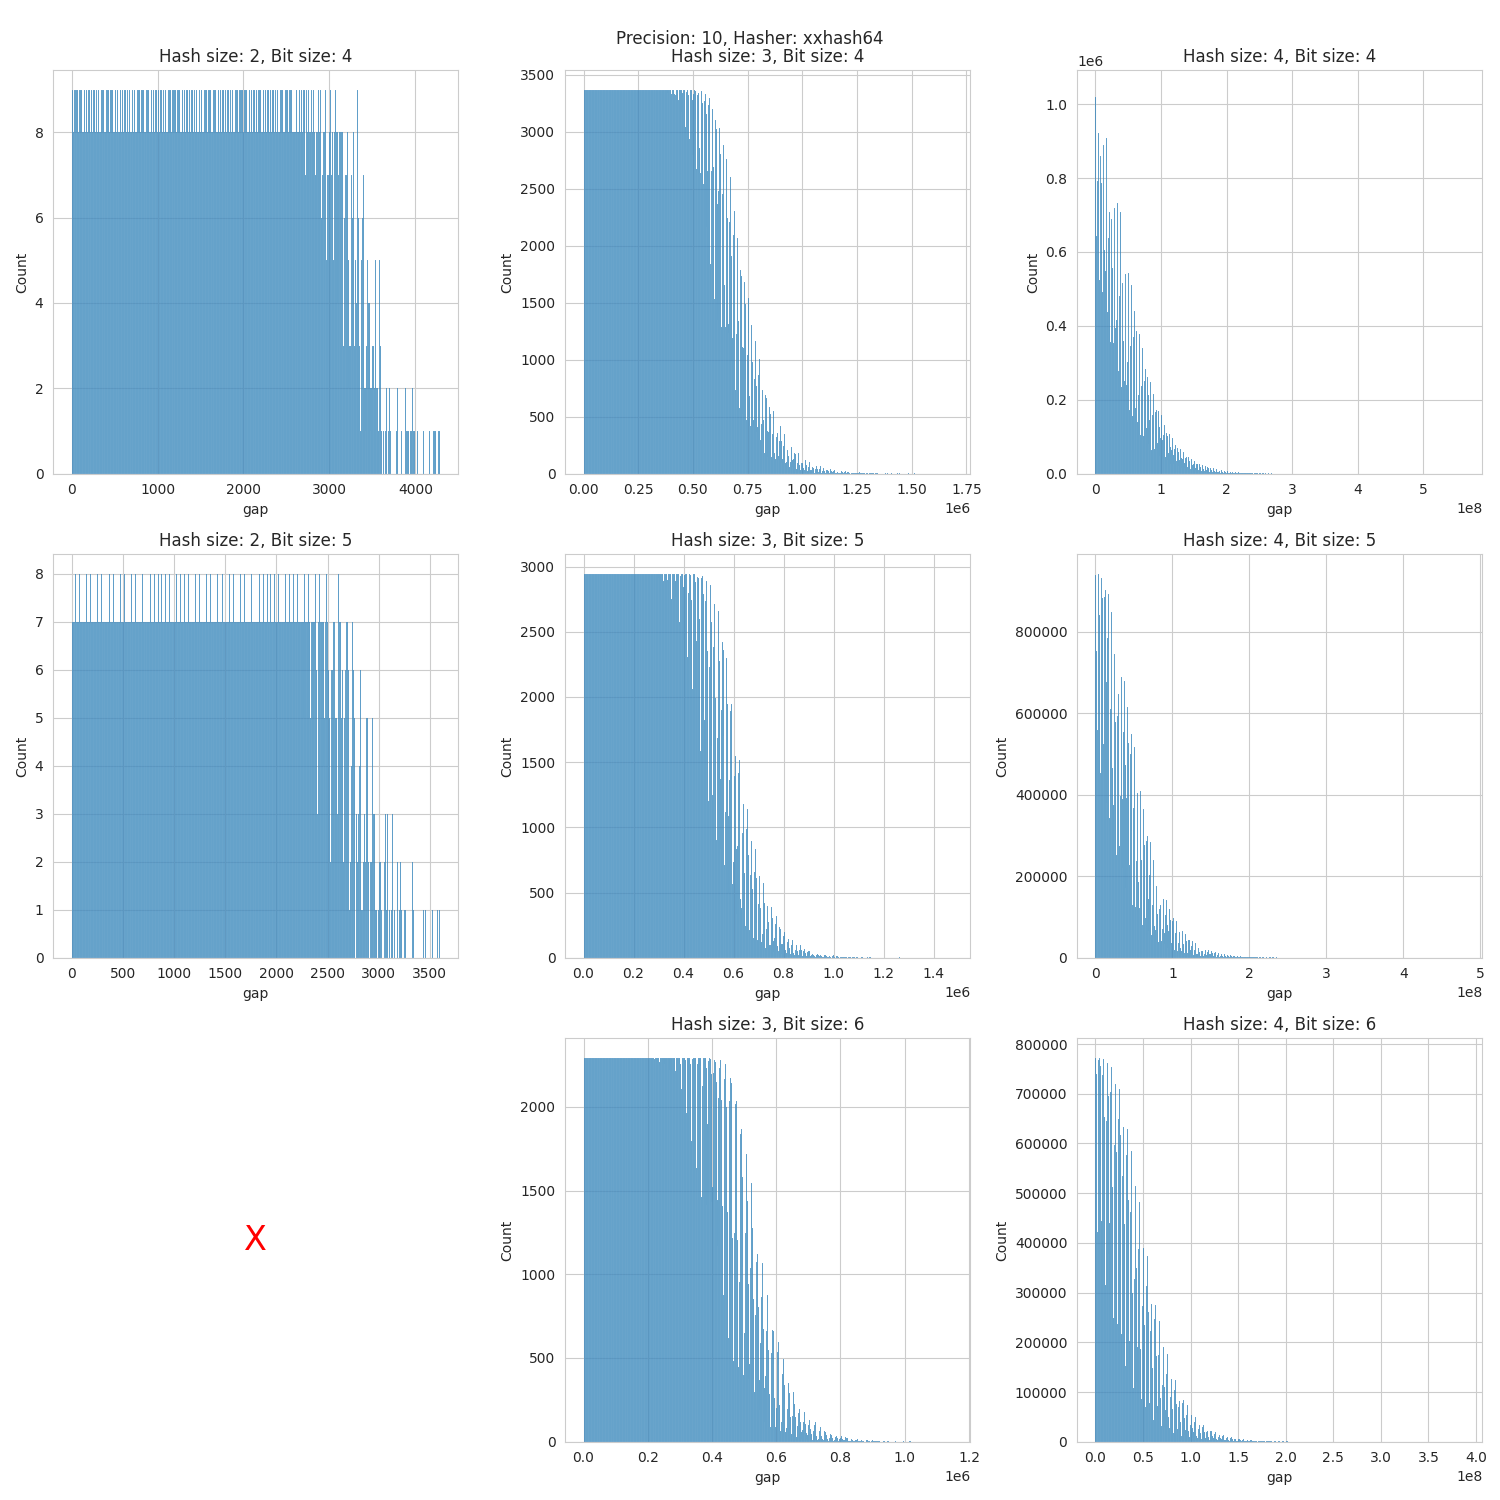 Precision: 10, Hasher: xxhash64
Hash size: 2, Bit size: 4
Count
8
6
4
2
0
0 1000 2000 3000 4000
gap
Hash size: 3, Bit size: 4
Count
3500
3000
2500
2000
1500
1000
500
0
0.00 0.25 0.50 0.75 1.00 1.25 1.50 1.75
1e6
gap
Hash size: 4, Bit size: 4
1e6
Count
1.0
0.8
0.6
0.4
0.2
0.0
0 1 2 3 4 5
1e8
gap
Hash size: 2, Bit size: 5
Count
8
7
6
5
4
3
2
1
0
0 500 1000 1500 2000 2500 3000 3500
gap
Hash size: 3, Bit size: 5
Count
3000
2500
2000
1500
1000
500
0
0.0 0.2 0.4 0.6 0.8 1.0 1.2 1.4
1e6
gap
Hash size: 4, Bit size: 5
Count
800000
600000
400000
200000
0
0 1 2 3 4 5
1e8
gap
X
Hash size: 3, Bit size: 6
Count
2000
1500
1000
500
0
0.0 0.2 0.4 0.6 0.8 1.0 1.2
1e6
gap
Hash size: 4, Bit size: 6
Count
800000
700000
600000
500000
400000
300000
200000
100000
0
0.0 0.5 1.0 1.5 2.0 2.5 3.0 3.5 4.0
1e8
gap